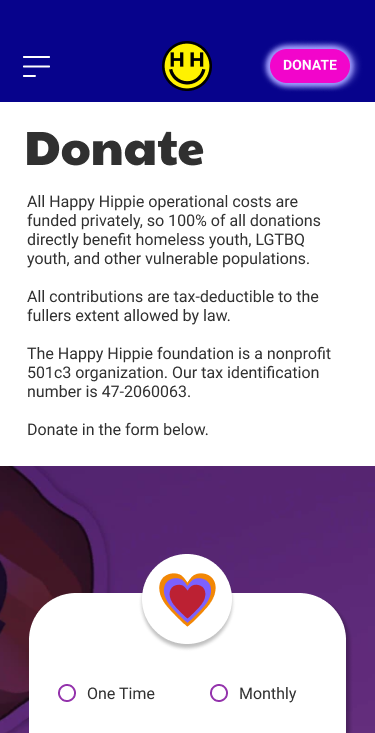 HH
DONATE
Donate
All Happy Hippie operational costs are
funded privately, so 100% of all donations
directly benefit homeless youth, LGTBQ
youth, and other vulnerable populations.
All contributions are tax-deductible to the
fullers extent allowed by law.
The Happy Hippie foundation is a nonprofit
501c3 organization. Our tax identification
number is 47-2060063.
Donate in the form below.
One Time
Monthly